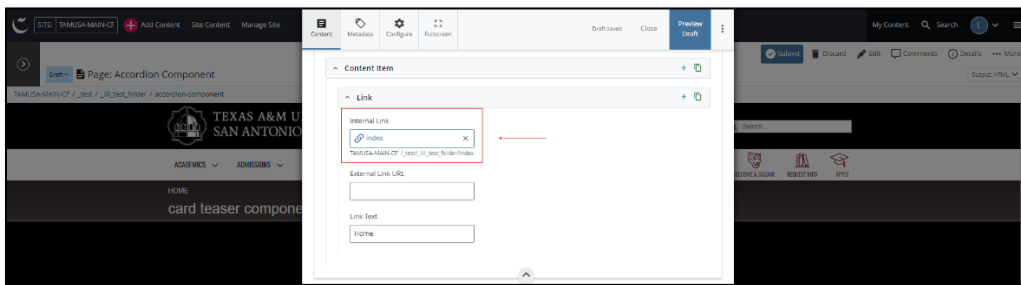 SITE: TAMUSA-MAIN-CF Add Content Site Content Manage Site
Content Metadata Configure Fullscreen Draft saved Close Preview Draft
My Content Search L
Submit Discard Edit Comments Details More
Draft Page: Accordion Component
Output: HTML
TAMUSA-MAIN-CF / _test / _lll_test_folder / accordion-component
Content Item
Link
Internal Link
index
TAMUSA-MAIN-CF: /_test/_lll_test_folder/index
External Link URL
Link Text
Home
TEXAS A&M U
SAN ANTONIO
Search
ACADEMICS ADMISSIONS
BECOME A JAGUAR REQUEST INFO APPLY
HOME
card teaser compone